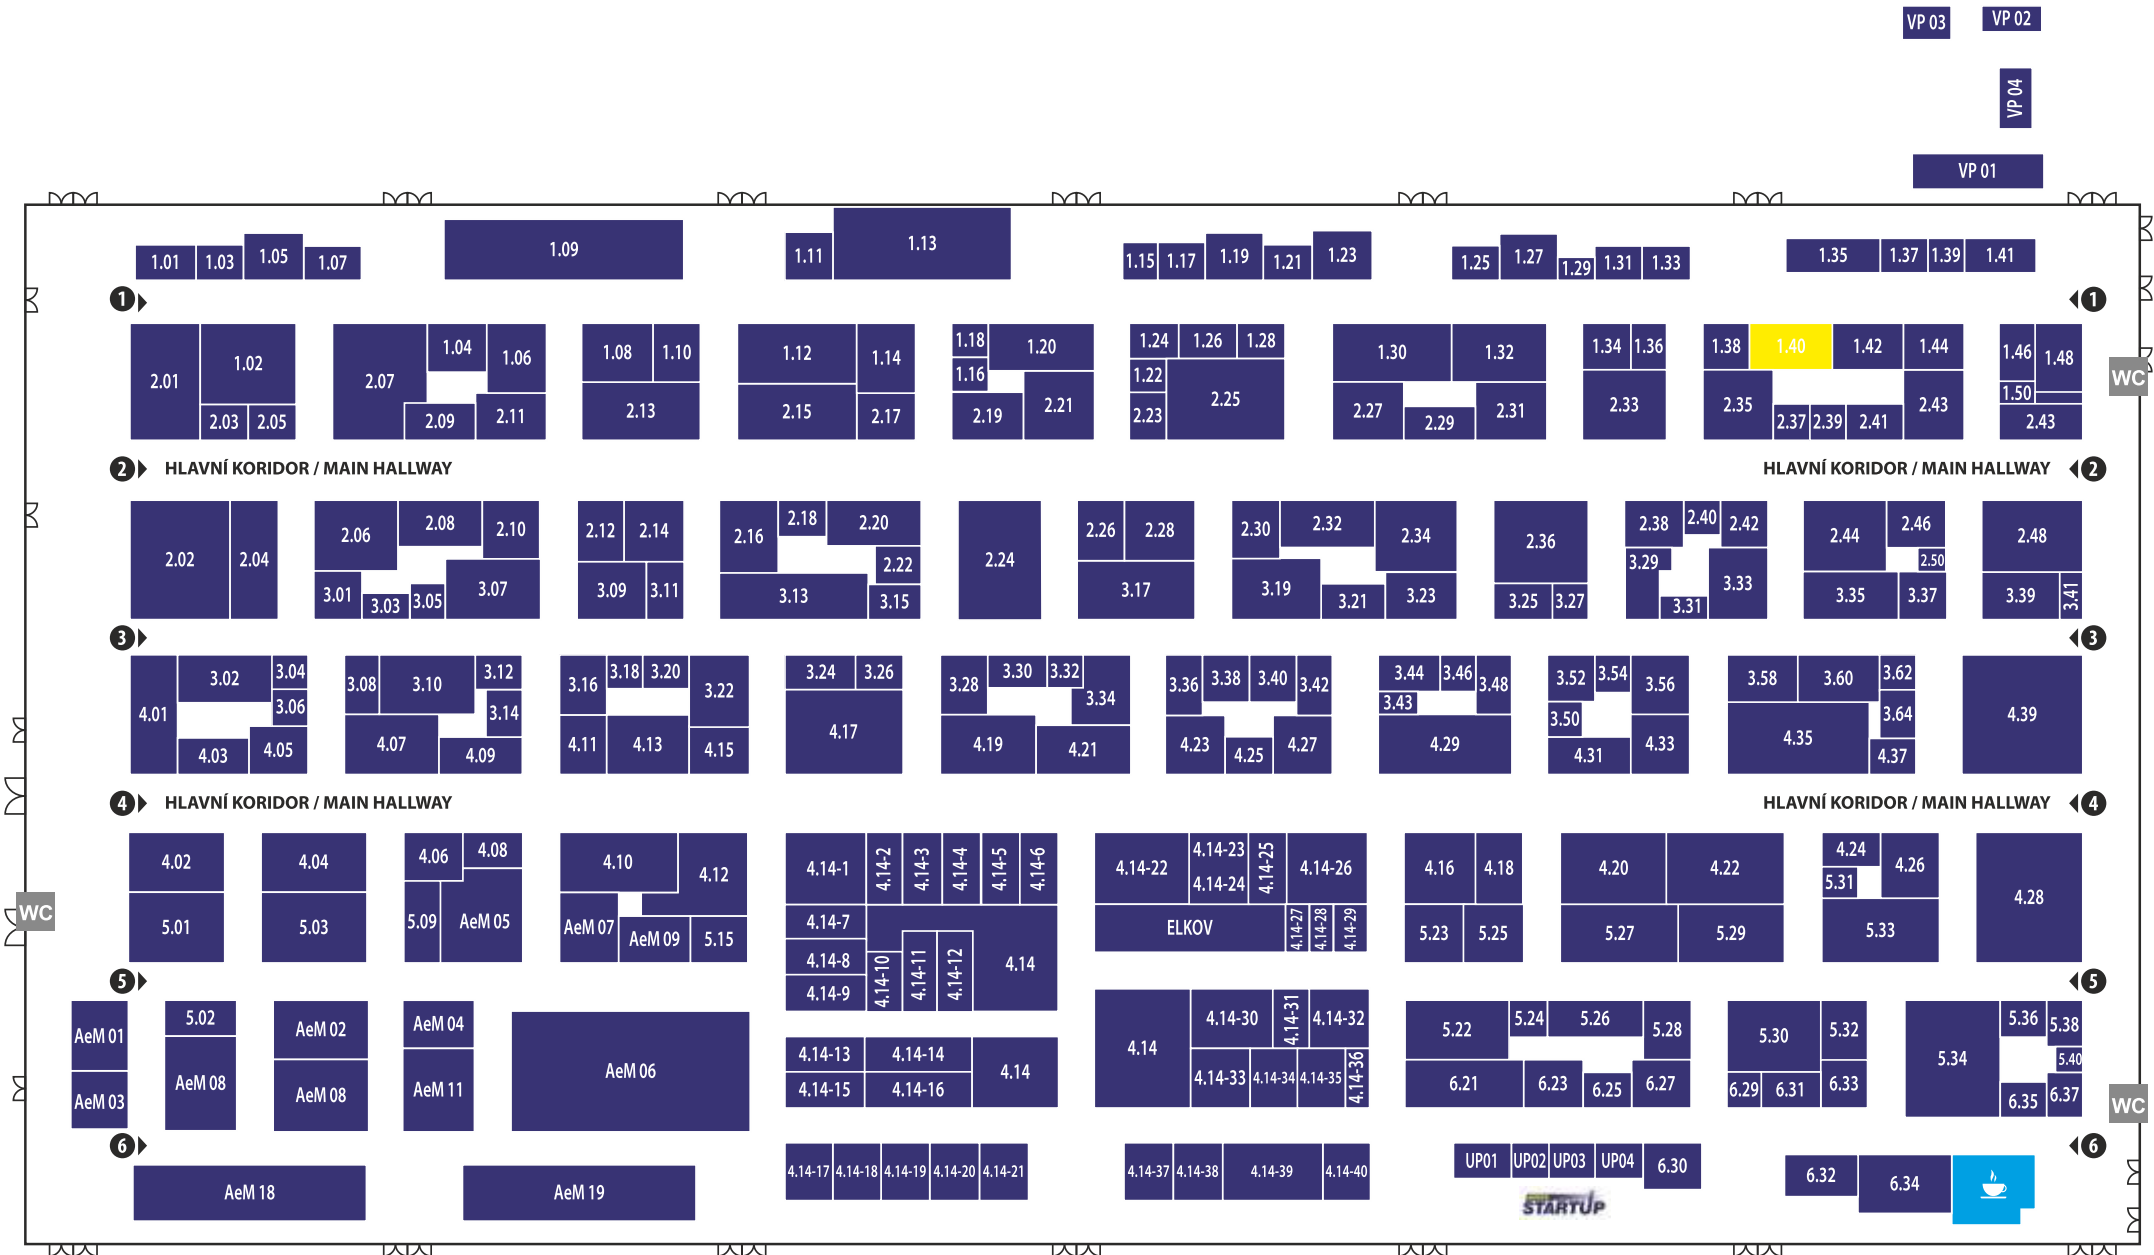 VP 03 VP 02
VP 04
VP 01
1.01 1.03 1.05 1.07 1.09 1.11 1.13 1.15 1.17 1.19 1.21 1.23 1.25 1.27 1.29 1.31 1.33 1.35 1.37 1.39 1.41
1 1
2.01 1.02 2.07 1.04 1.06 1.08 1.10 1.12 1.14 1.18 1.20 1.24 1.26 1.28 1.30 1.32 1.34 1.36 1.38 1.40 1.42 1.44 1.46 1.48
1.16 1.22 1.50
2.03 2.05 2.09 2.11 2.13 2.15 2.17 2.19 2.21 2.23 2.25 2.27 2.29 2.31 2.33 2.35 2.37 2.39 2.41 2.43 2.43
WC
2 HLAVNÍ KORIDOR / MAIN HALLWAY HLAVNÍ KORIDOR / MAIN HALLWAY 2
2.02 2.04 2.06 2.08 2.10 2.12 2.14 2.16 2.18 2.20 2.24 2.26 2.28 2.30 2.32 2.34 2.36 2.38 2.40 2.42 2.44 2.46 2.48
2.22 3.29 2.50
3.01 3.03 3.05 3.07 3.09 3.11 3.13 3.15 3.17 3.19 3.21 3.23 3.25 3.27 3.31 3.33 3.35 3.37 3.39 3.41
3 3
4.01 3.02 3.04 3.08 3.10 3.12 3.16 3.18 3.20 3.22 3.24 3.26 3.28 3.30 3.32 3.34 3.36 3.38 3.40 3.42 3.44 3.46 3.48 3.52 3.54 3.56 3.58 3.60 3.62 4.39
3.06 3.14 3.43 3.50 3.64
4.03 4.05 4.07 4.09 4.11 4.13 4.15 4.17 4.19 4.21 4.23 4.25 4.27 4.29 4.31 4.33 4.35 4.37
4 HLAVNÍ KORIDOR / MAIN HALLWAY HLAVNÍ KORIDOR / MAIN HALLWAY 4
4.02 4.04 4.06 4.08 4.10 4.12 4.14-1 4.14-2 4.14-3 4.14-4 4.14-5 4.14-6 4.14-22 4.14-23 4.14-24 4.14-25 4.14-26 4.16 4.18 4.20 4.22 4.24 4.26 4.28
5.31
WC
5.01 5.03 5.09 AeM 05 AeM 07 AeM 09 5.15 4.14-7 ELKOV 4.14-27 4.14-28 4.14-29 5.23 5.25 5.27 5.29 5.33
4.14-8 4.14-9 4.14-10 4.14-11 4.14-12 4.14
5 5
AeM 01 5.02 AeM 02 AeM 04 4.14 4.14-30 4.14-31 4.14-32 5.22 5.24 5.26 5.28 5.30 5.32 5.34 5.36 5.38
5.40
AeM 03 AeM 08 AeM 08 AeM 11 AeM 06 4.14-13 4.14-14 4.14 4.14-33 4.14-34 4.14-35 4.14-36 6.21 6.23 6.25 6.27 6.29 6.31 6.33 6.35 6.37
4.14-15 4.14-16
WC
6 6
AeM 18 AeM 19 4.14-17 4.14-18 4.14-19 4.14-20 4.14-21 4.14-37 4.14-38 4.14-39 4.14-40 UP01 UP02 UP03 UP04 6.30 6.32 6.34
STARTUP